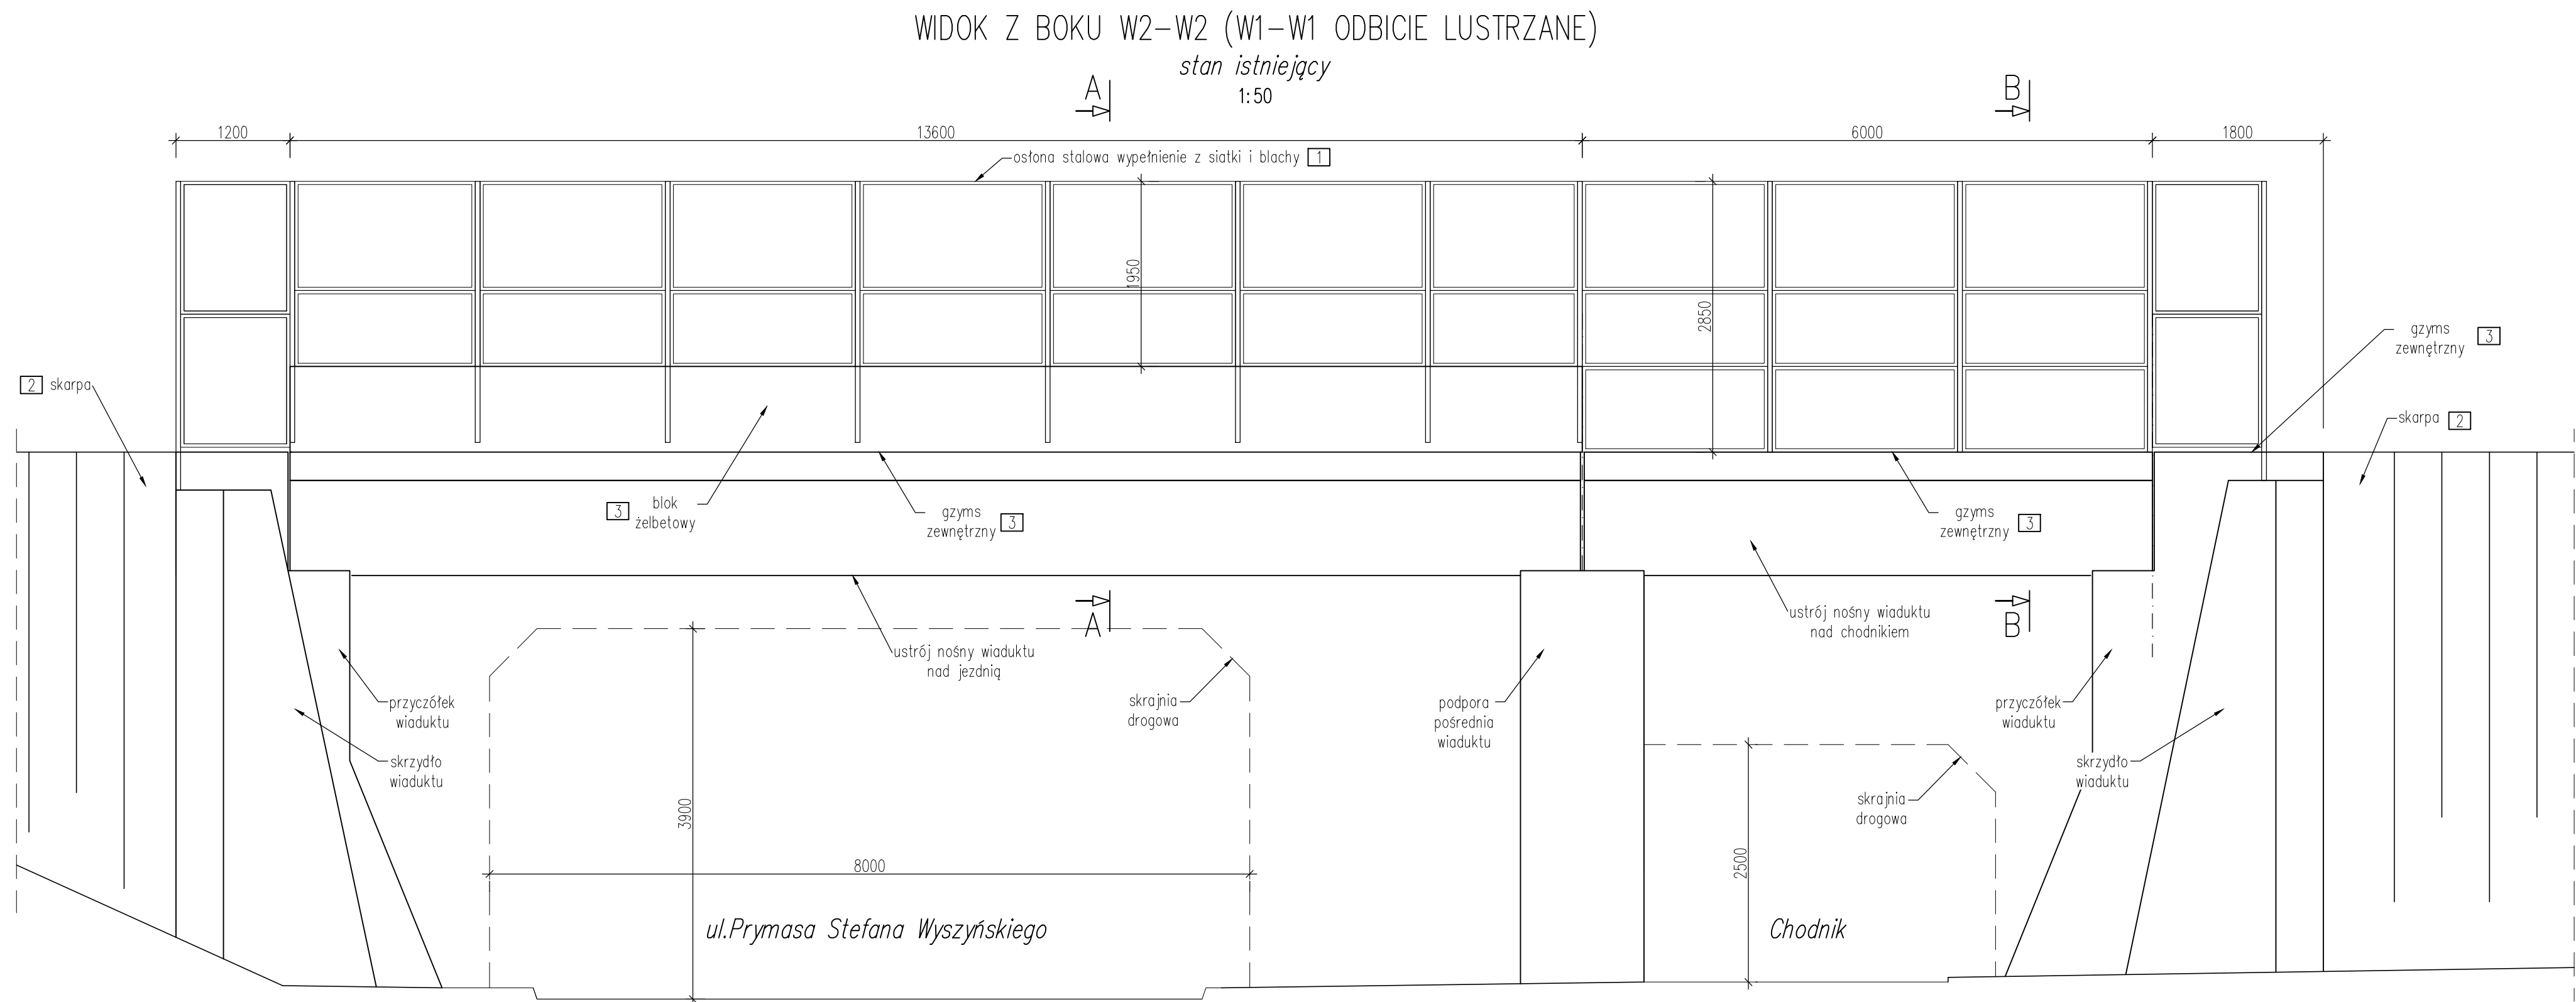 WIDOK Z BOKU W2-W2 (W1-W1 ODBICIE LUSTRZANE)
stan istniejący
1:50
A
B
1200
13600
6000
1800
osłona stalowa wypełnienie z siatki i blachy 1
1950
2850
gzyms
zewnętrzny 3
2 skarpa
skarpa 2
3 blok
żelbetowy
gzyms
zewnętrzny 3
gzyms
zewnętrzny 3
A
B
ustrój nośny wiaduktu
nad jezdnią
ustrój nośny wiaduktu
nad chodnikiem
przyczółek
wiaduktu
skrajnia
drogowa
podpora
pośrednia
wiaduktu
przyczółek
wiaduktu
skrzydło
wiaduktu
skrzydło
wiaduktu
skrajnia
drogowa
3900
8000
2500
ul.Prymasa Stefana Wyszyńskiego
Chodnik